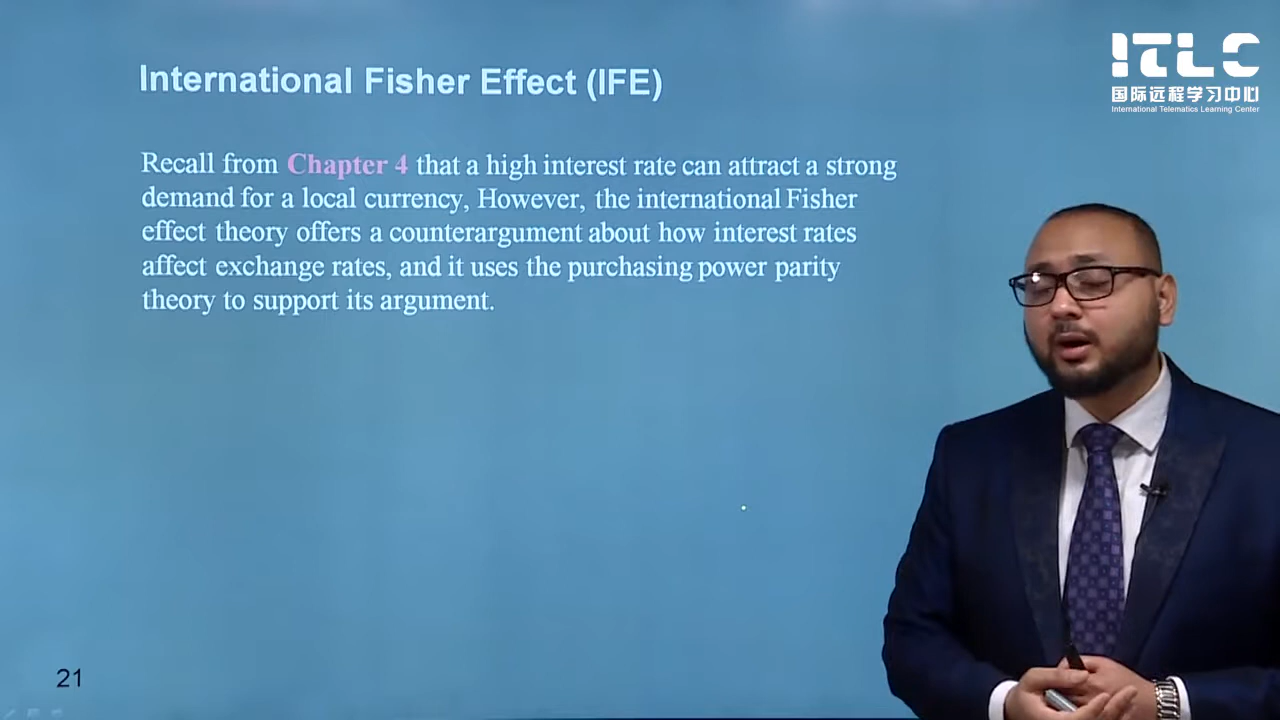 ITLC
国际远程学习中心
International Telematics Learning Center
International Fisher Effect (IFE)
Recall from Chapter 4 that a high interest rate can attract a strong
demand for a local currency, However, the international Fisher
effect theory offers a counterargument about how interest rates
affect exchange rates, and it uses the purchasing power parity
theory to support its argument.
21